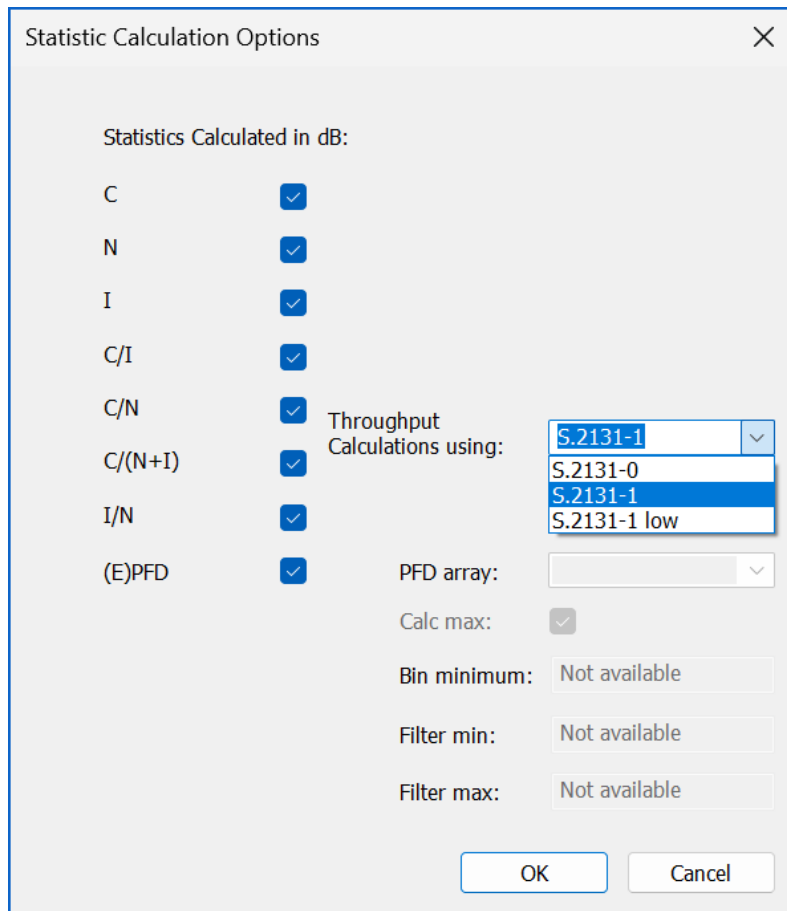 Statistic Calculation Options
Statistics Calculated in dB:
C
N
I
C/I
C/N
Throughput
Calculations using:
S.2131-1
C/(N+I)
S.2131-0
S.2131-1
I/N
S.2131-1 low
(E)PFD
PFD array:
Calc max:
Bin minimum:
Not available
Filter min:
Not available
Filter max:
Not available
OK
Cancel